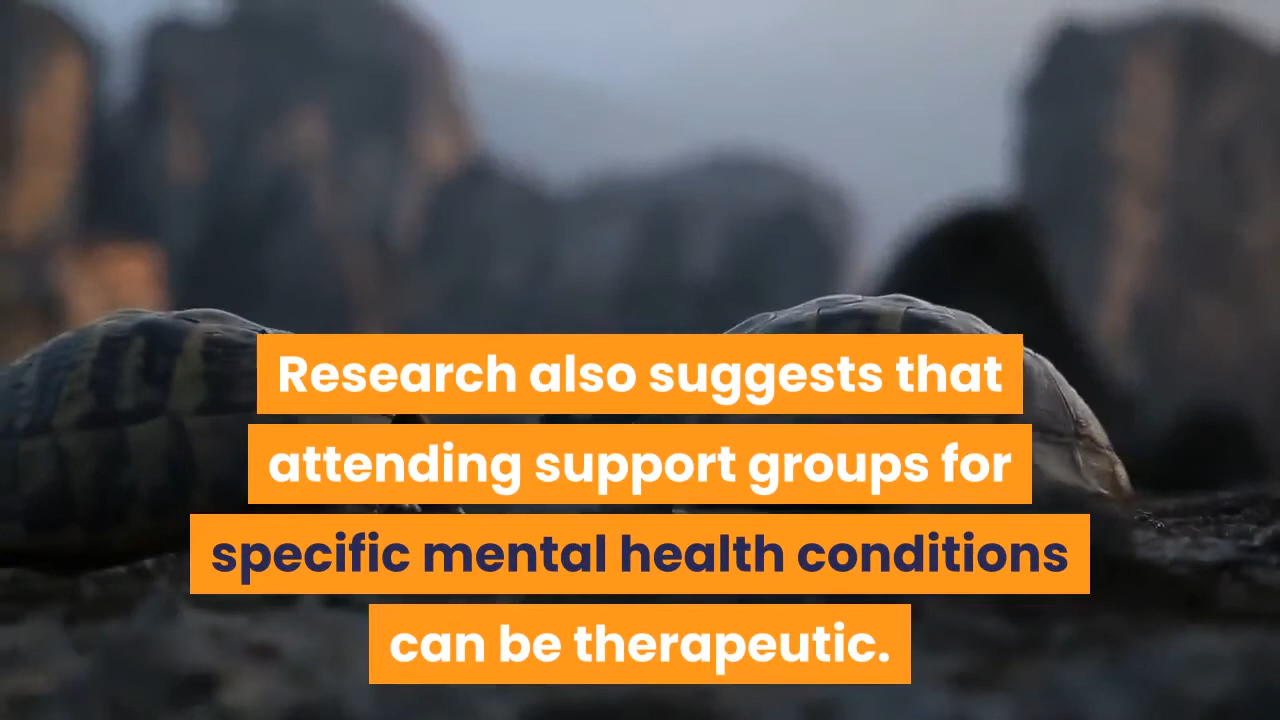 Research also suggests that
attending support groups for
specific mental health conditions
can be therapeutic.